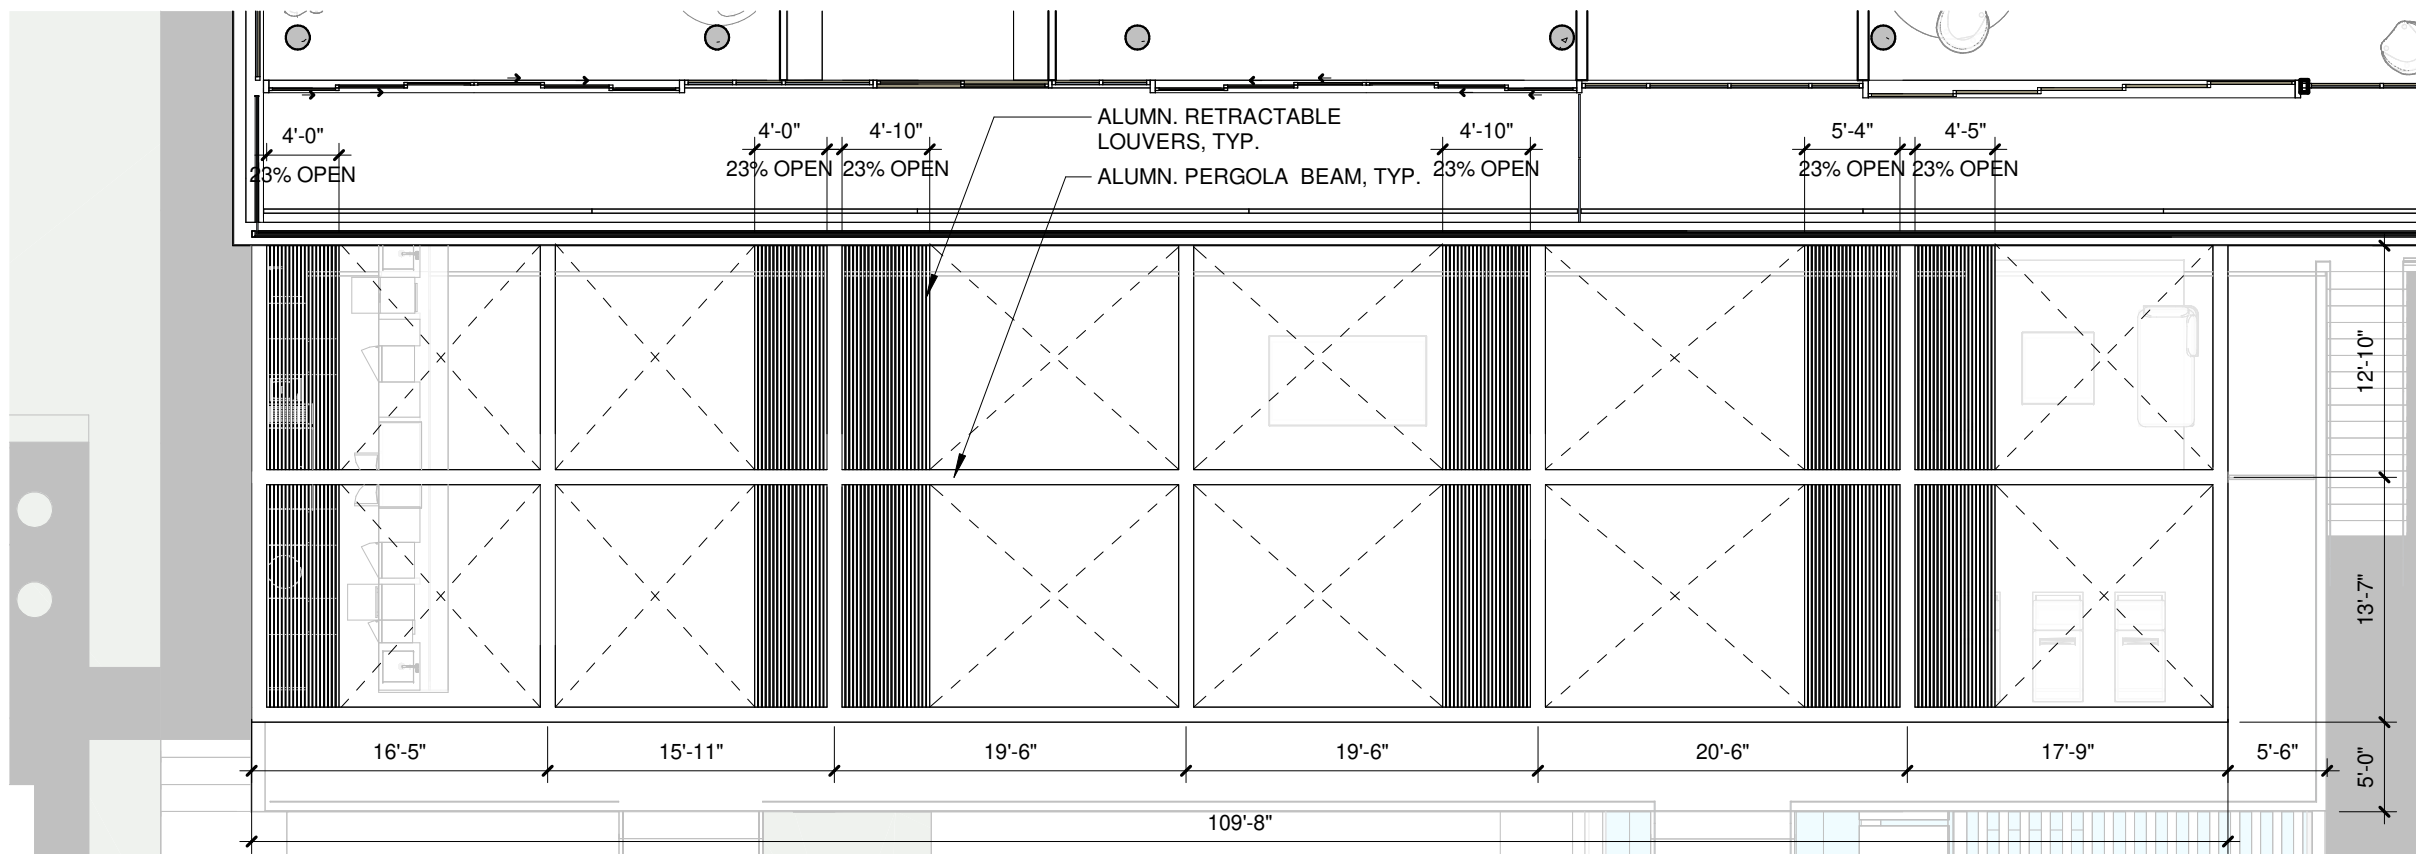 ALUMN. RETRACTABLE
LOUVERS, TYP.
4'-0"
4'-0"
4'-10"
4'-10"
5'-4"
4'-5"
23% OPEN
23% OPEN
23% OPEN
ALUMN. PERGOLA BEAM, TYP.
23% OPEN
23% OPEN
23% OPEN
12'-10"
13'-7"
16'-5"
15'-11"
19'-6"
19'-6"
20'-6"
17'-9"
5'-6"
5'-0"
109'-8"